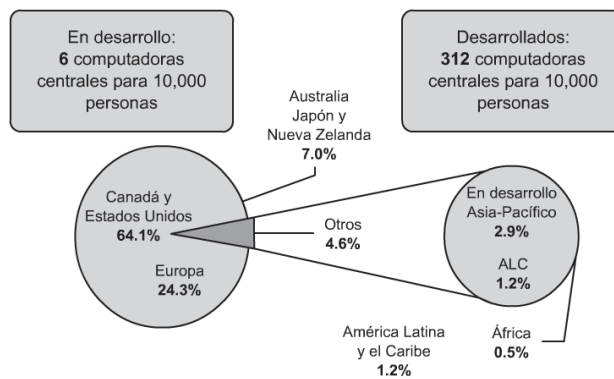 En desarrollo:
6 computadoras
centrales para 10,000
personas
Desarrollados:
312 computadoras
centrales para 10,000
personas
Australia
Japón y
Nueva Zelanda
7.0%
Canadá y
Estados Unidos
64.1%
Europa
24.3%
Otros
4.6%
En desarrollo
Asia-Pacífico
2.9%
ALC
1.2%
América Latina
y el Caribe
1.2%
África
0.5%